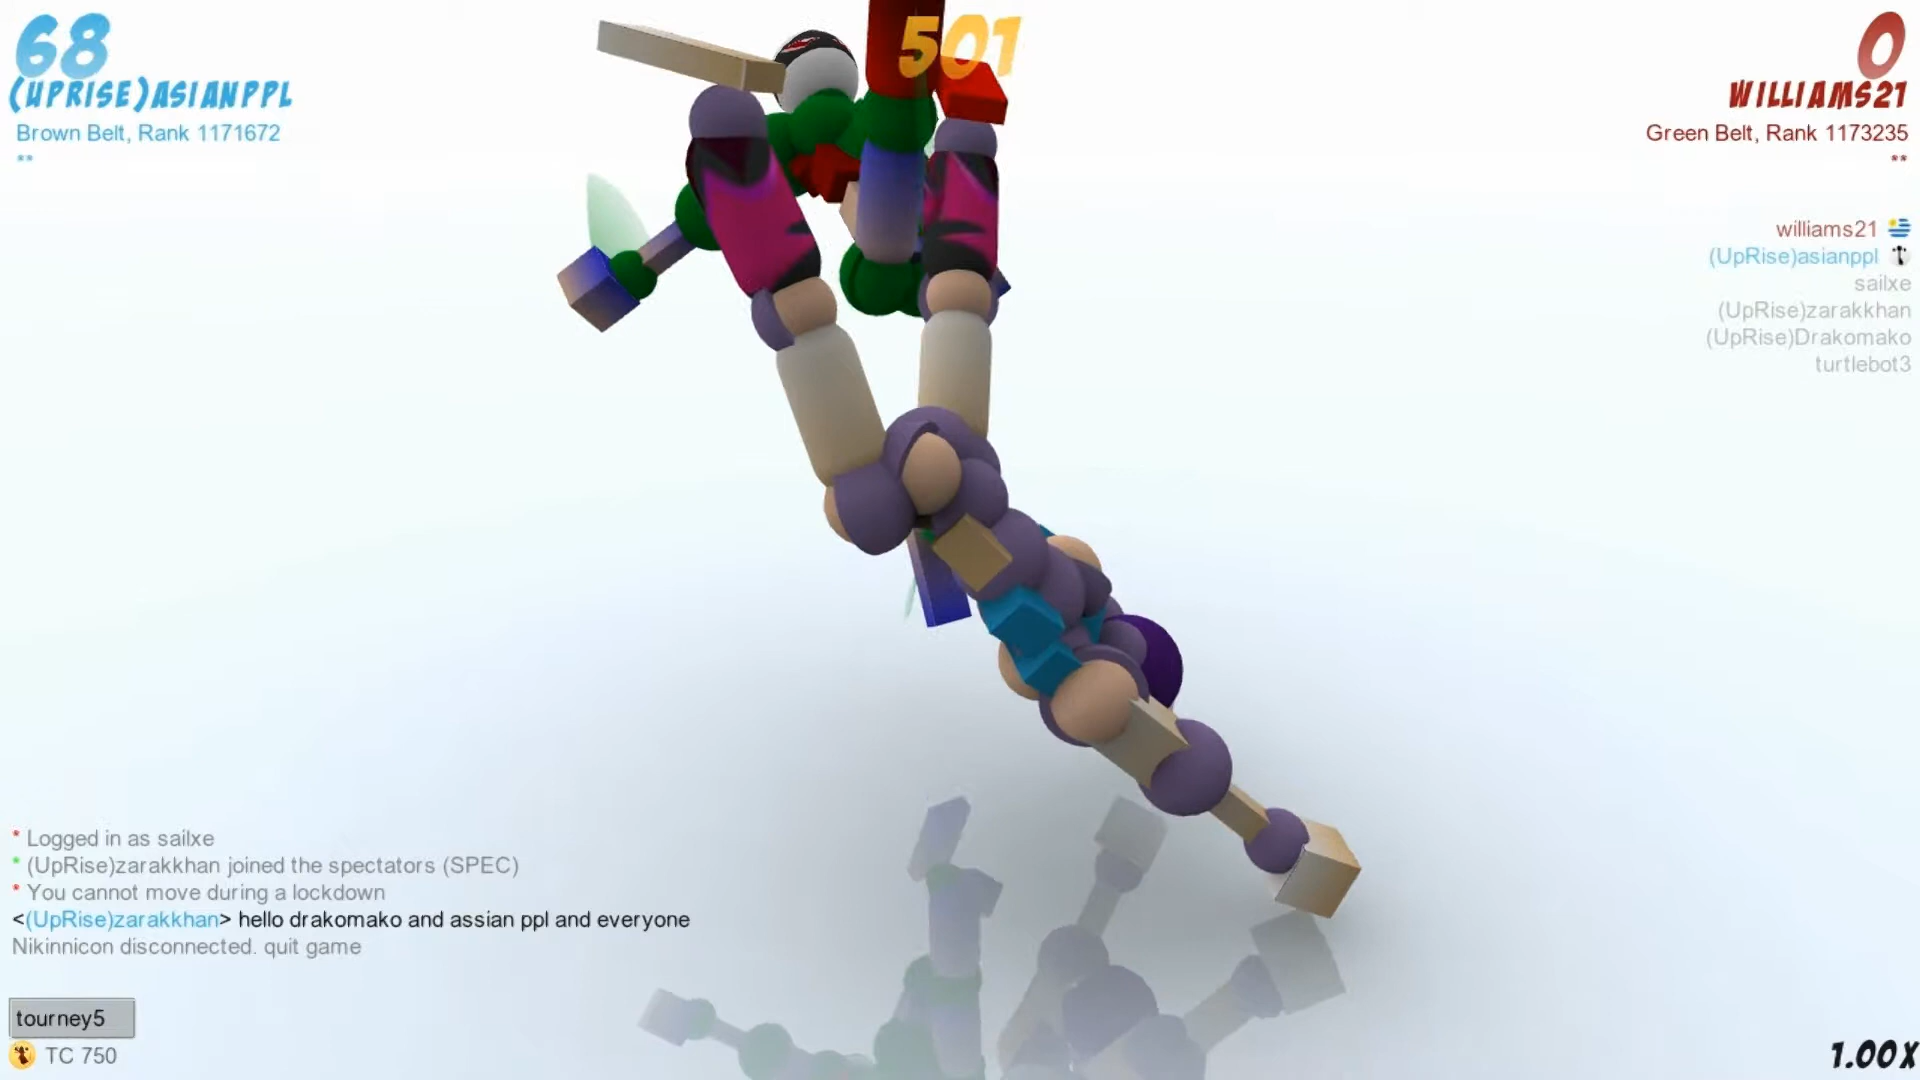 68
501
0
(UPRISE)ASIANPPL
WILLIAMS21
Brown Belt, Rank 1171672
Green Belt, Rank 1173235
**
**
williams21
(UpRise)asianppl
sailxe
(UpRise)zarakkhan
(UpRise)Drakomako
turtlebot3
* Logged in as sailxe
* (UpRise)zarakkhan joined the spectators (SPEC)
* You cannot move during a lockdown
<(UpRise)zarakkhan> hello drakomako and assian ppl and everyone
Nikinnicon disconnected. quit game
tourney5
TC 750
1.00X